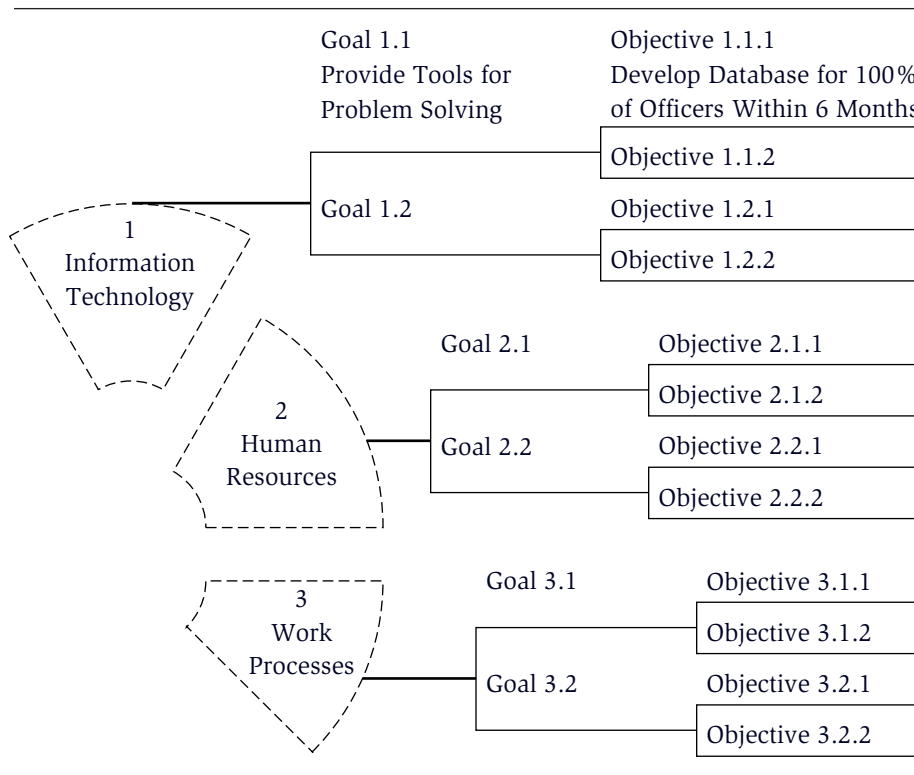 Goal 1.1
Provide Tools for
Problem Solving
Objective 1.1.1
Develop Database for 100%
of Officers Within 6 Months
Objective 1.1.2
Goal 1.2
Objective 1.2.1
Objective 1.2.2
1
Information
Technology
Goal 2.1
Objective 2.1.1
Objective 2.1.2
2
Human
Resources
Goal 2.2
Objective 2.2.1
Objective 2.2.2
Goal 3.1
Objective 3.1.1
Objective 3.1.2
3
Work
Processes
Goal 3.2
Objective 3.2.1
Objective 3.2.2